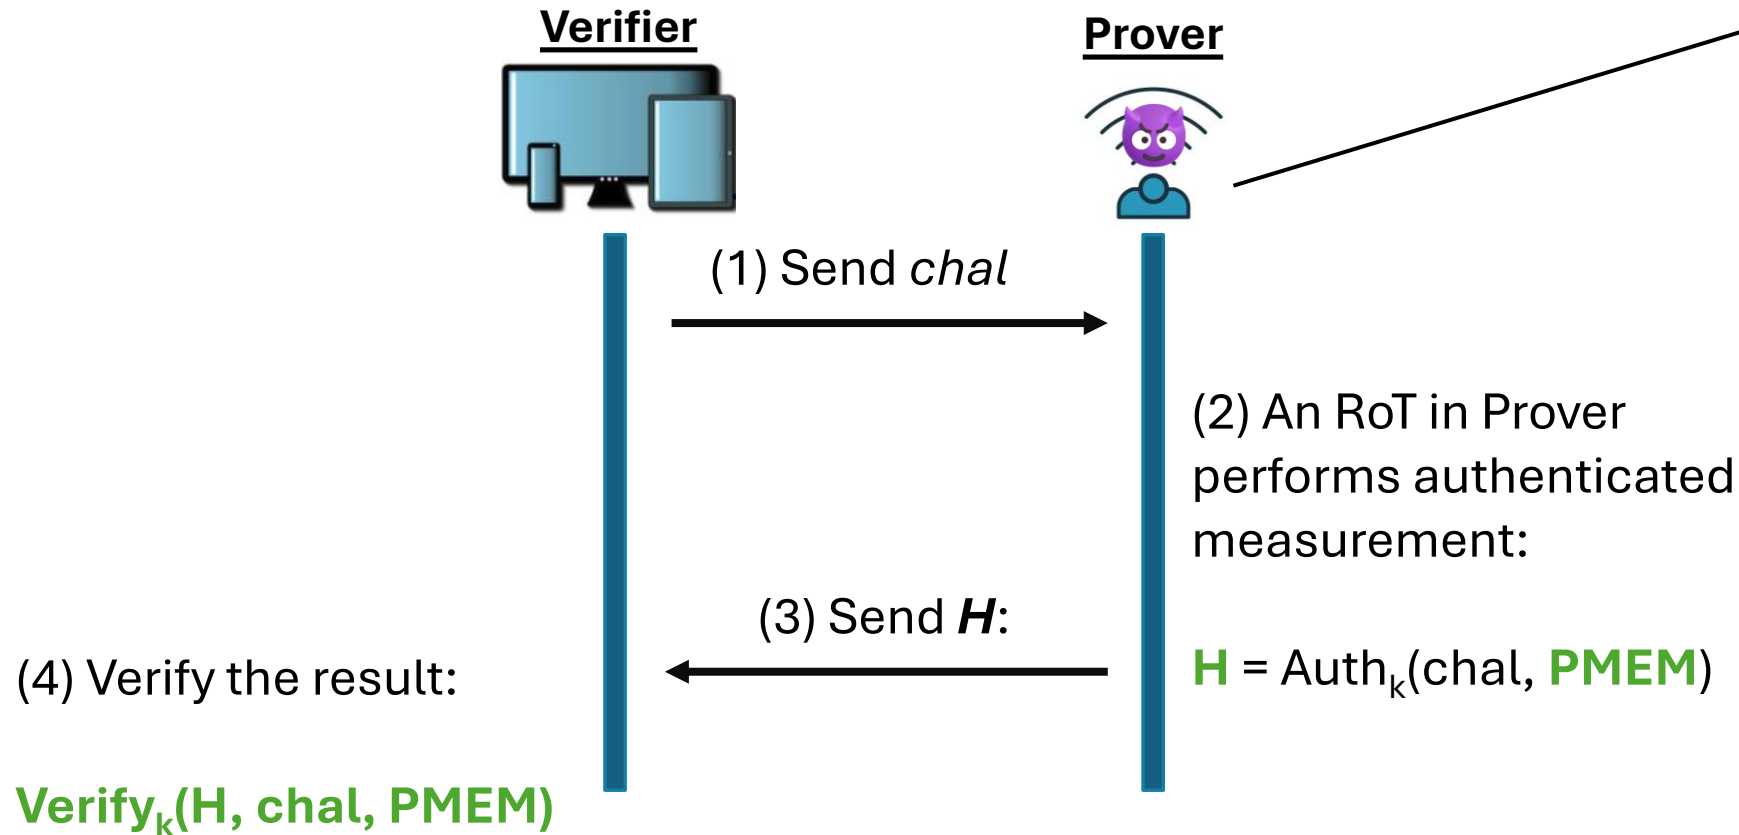 Verifier
Prover
(1) Send chal
(2) An RoT in Prover
performs authenticated
measurement:
(3) Send H:
H = Authk(chal, PMEM)
(4) Verify the result:
Verifyk(H, chal, PMEM)